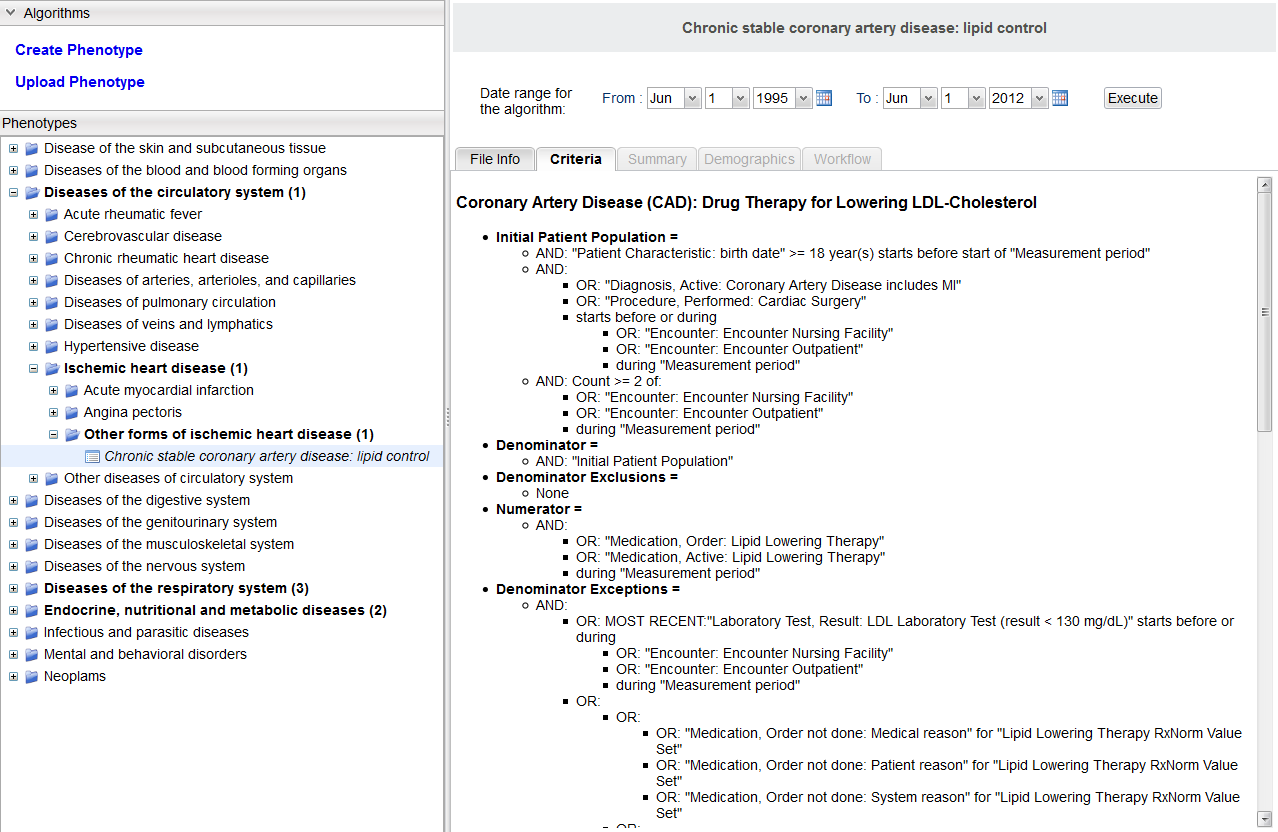 Algorithms
Create Phenotype
Upload Phenotype
Phenotypes
Disease of the skin and subcutaneous tissue
Diseases of the blood and blood forming organs
Diseases of the circulatory system (1)
Acute rheumatic fever
Cerebrovascular disease
Chronic rheumatic heart disease
Diseases of arteries, arterioles, and capillaries
Diseases of pulmonary circulation
Diseases of veins and lymphatics
Hypertensive disease
Ischemic heart disease (1)
Acute myocardial infarction
Angina pectoris
Other forms of ischemic heart disease (1)
Chronic stable coronary artery disease: lipid control
Other diseases of circulatory system
Diseases of the digestive system
Diseases of the genitourinary system
Diseases of the musculoskeletal system
Diseases of the nervous system
Diseases of the respiratory system (3)
Endocrine, nutritional and metabolic diseases (2)
Infectious and parasitic diseases
Mental and behavioral disorders
Neoplams
Chronic stable coronary artery disease: lipid control
Date range for
the algorithm:
From : Jun 1 1995 To : Jun 1 2012 Execute
File Info Criteria Summary Demographics Workflow
Coronary Artery Disease (CAD): Drug Therapy for Lowering LDL-Cholesterol
Initial Patient Population =
AND: "Patient Characteristic: birth date" >= 18 year(s) starts before start of "Measurement period"
AND:
OR: "Diagnosis, Active: Coronary Artery Disease includes MI"
OR: "Procedure, Performed: Cardiac Surgery"
starts before or during
OR: "Encounter: Encounter Nursing Facility"
OR: "Encounter: Encounter Outpatient"
during "Measurement period"
AND: Count >= 2 of:
OR: "Encounter: Encounter Nursing Facility"
OR: "Encounter: Encounter Outpatient"
during "Measurement period"
Denominator =
AND: "Initial Patient Population"
Denominator Exclusions =
None
Numerator =
AND:
OR: "Medication, Order: Lipid Lowering Therapy"
OR: "Medication, Active: Lipid Lowering Therapy"
during "Measurement period"
Denominator Exceptions =
AND:
OR: MOST RECENT:"Laboratory Test, Result: LDL Laboratory Test (result < 130 mg/dL)" starts before or
during
OR: "Encounter: Encounter Nursing Facility"
OR: "Encounter: Encounter Outpatient"
during "Measurement period"
OR:
OR:
OR: "Medication, Order not done: Medical reason" for "Lipid Lowering Therapy RxNorm Value
Set"
OR: "Medication, Order not done: Patient reason" for "Lipid Lowering Therapy RxNorm Value
Set"
OR: "Medication, Order not done: System reason" for "Lipid Lowering Therapy RxNorm Value
Set"